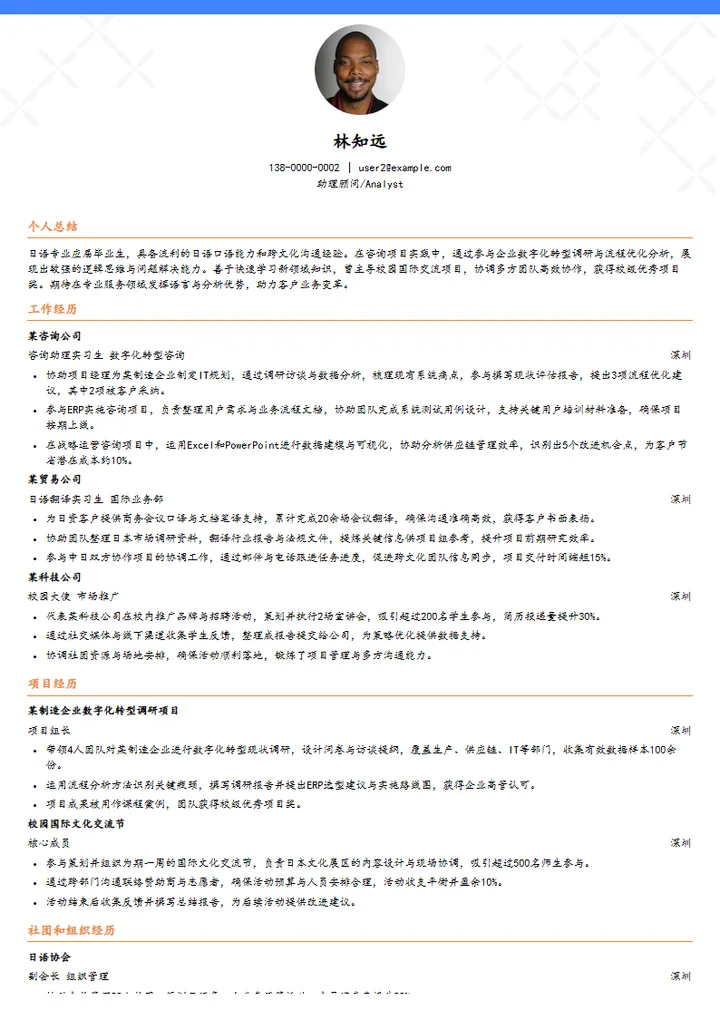 林知远
138-0000-0002 | user2@example.com
助理顾问/Analyst
个人总结
日语专业应届毕业生，具备流利的日语口语能力和跨文化沟通经验。在咨询项目实践中，通过参与企业数字化转型调研与流程优化分析，展
现出较强的逻辑思维与问题解决能力。善于快速学习新领域知识，曾主导校园国际交流项目，协调多方团队高效协作，获得校级优秀项目
奖。期待在专业服务领域发挥语言与分析优势，助力客户业务变革。
工作经历
某咨询公司
咨询助理实习生 数字化转型咨询 深圳
• 协助项目经理为某制造企业制定IT规划，通过调研访谈与数据分析，梳理现有系统痛点，参与撰写现状评估报告，提出3项流程优化建
议，其中2项被客户采纳。
• 参与ERP实施咨询项目，负责整理用户需求与业务流程文档，协助团队完成系统测试用例设计，支持关键用户培训材料准备，确保项目
按期上线。
• 在战略运营咨询项目中，运用Excel和PowerPoint进行数据建模与可视化，协助分析供应链管理效率，识别出5个改进机会点，为客户节
省潜在成本约10%。
某贸易公司
日语翻译实习生 国际业务部 深圳
• 为日资客户提供商务会议口译与文档笔译支持，累计完成20余场会议翻译，确保沟通准确高效，获得客户书面表扬。
• 协助团队整理日本市场调研资料，翻译行业报告与法规文件，提炼关键信息供项目组参考，提升项目前期研究效率。
• 参与中日双方协作项目的协调工作，通过邮件与电话跟进任务进度，促进跨文化团队信息同步，项目交付时间缩短15%。
某科技公司
校园大使 市场推广 深圳
• 代表某科技公司在校内推广品牌与招聘活动，策划并执行2场宣讲会，吸引超过200名学生参与，简历投递量提升30%。
• 通过社交媒体与线下渠道收集学生反馈，整理成报告提交给公司，为策略优化提供数据支持。
• 协调社团资源与场地安排，确保活动顺利落地，锻炼了项目管理与多方沟通能力。
项目经历
某制造企业数字化转型调研项目
项目组长 深圳
• 带领4人团队对某制造企业进行数字化转型现状调研，设计问卷与访谈提纲，覆盖生产、供应链、IT等部门，收集有效数据样本100余
份。
• 运用流程分析方法识别关键瓶颈，撰写调研报告并提出ERP选型建议与实施路线图，获得企业高管认可。
• 项目成果被用作课程案例，团队获得校级优秀项目奖。
校园国际文化交流节
核心成员 深圳
• 参与策划并组织为期一周的国际文化交流节，负责日本文化展区的内容设计与现场协调，吸引超过500名师生参与。
• 通过跨部门沟通联络赞助商与志愿者，确保活动预算与人员安排合理，活动收支平衡并盈余10%。
• 活动结束后收集反馈并撰写总结报告，为后续活动提供改进建议。
社团和组织经历
日语协会
副会长 组织管理 深圳